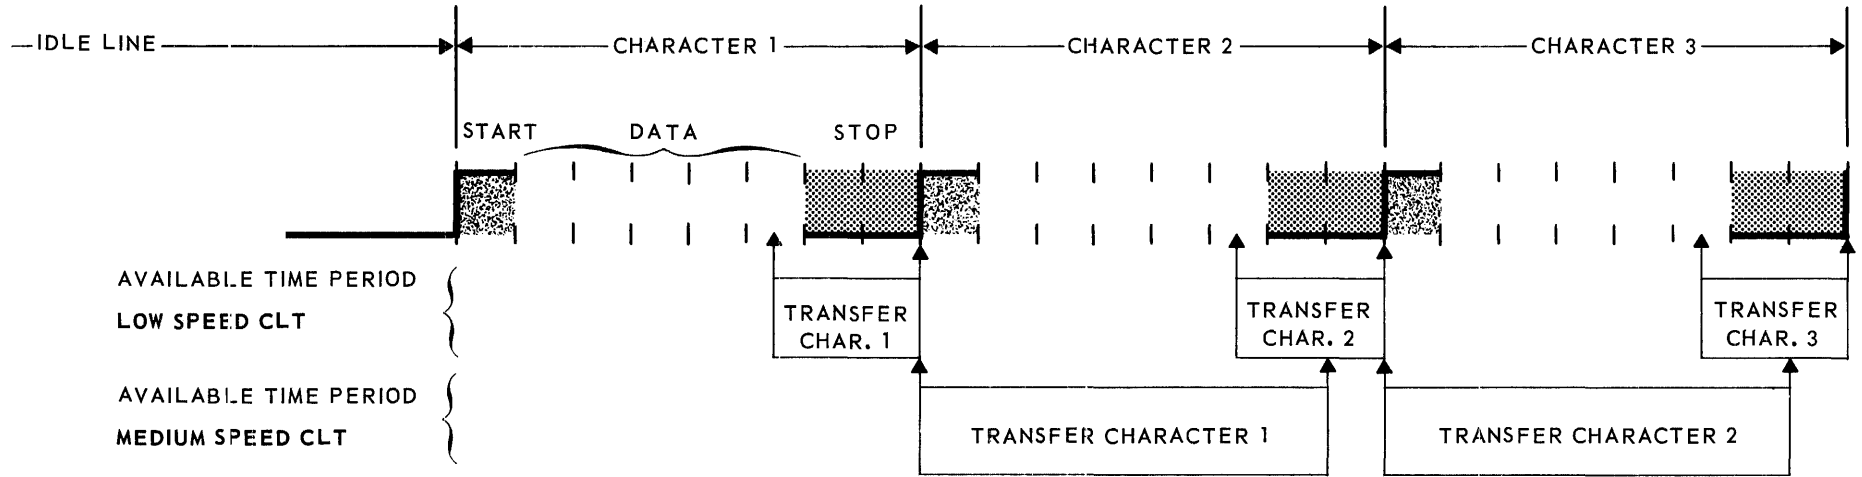 IDLE LINE
CHARACTER 1
CHARACTER 2
CHARACTER 3
START
DATA
STOP
AVAILABLE TIME PERIOD
LOW SPEED CLT
TRANSFER
CHAR. 1
TRANSFER
CHAR. 2
TRANSFER
CHAR. 3
AVAILABLE TIME PERIOD
MEDIUM SPEED CLT
TRANSFER CHARACTER 1
TRANSFER CHARACTER 2